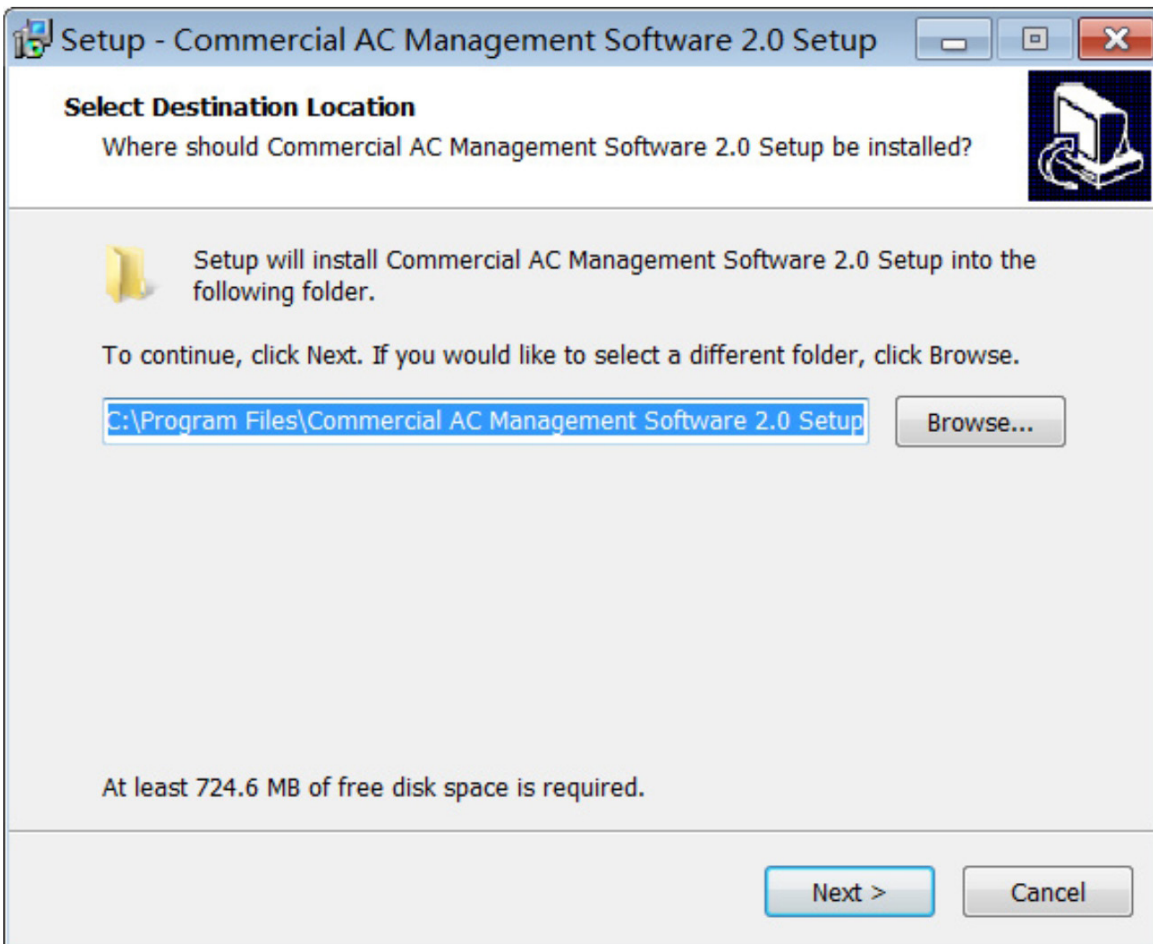 Setup - Commercial AC Management Software 2.0 Setup
Select Destination Location
Where should Commercial AC Management Software 2.0 Setup be installed?
Setup will install Commercial AC Management Software 2.0 Setup into the
following folder.
To continue, click Next. If you would like to select a different folder, click Browse.
C:\Program Files\Commercial AC Management Software 2.0 Setup
Browse...
At least 724.6 MB of free disk space is required.
Next >
Cancel